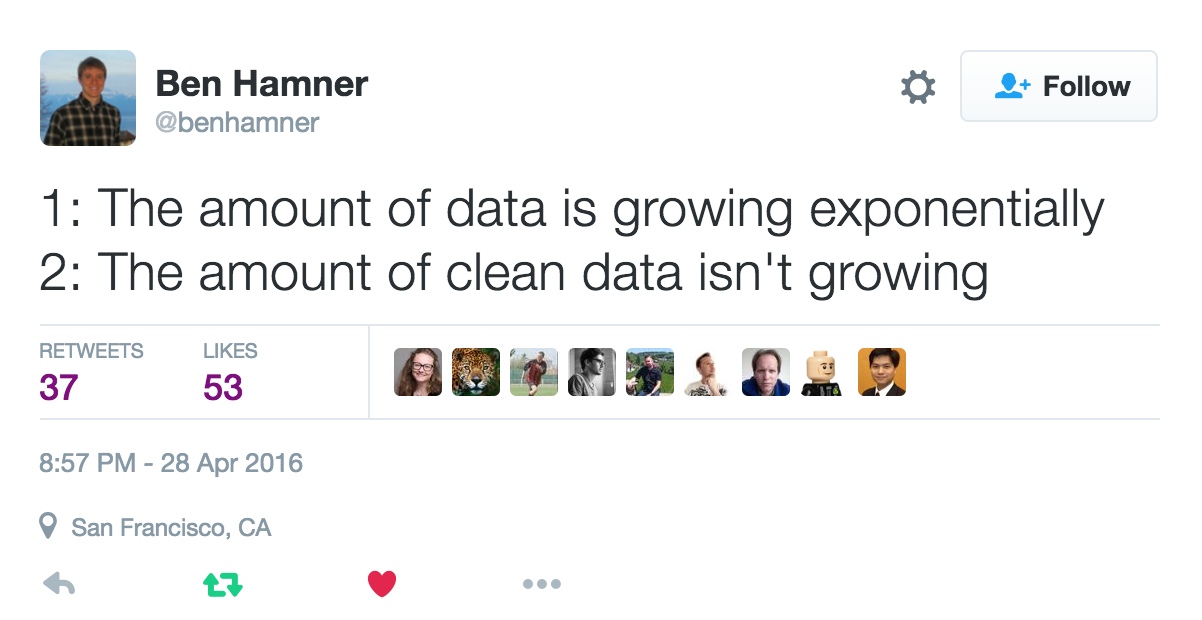 Ben Hamner
@benhamner
Follow
1: The amount of data is growing exponentially
2: The amount of clean data isn't growing
RETWEETS LIKES
37 53
8:57 PM - 28 Apr 2016
San Francisco, CA